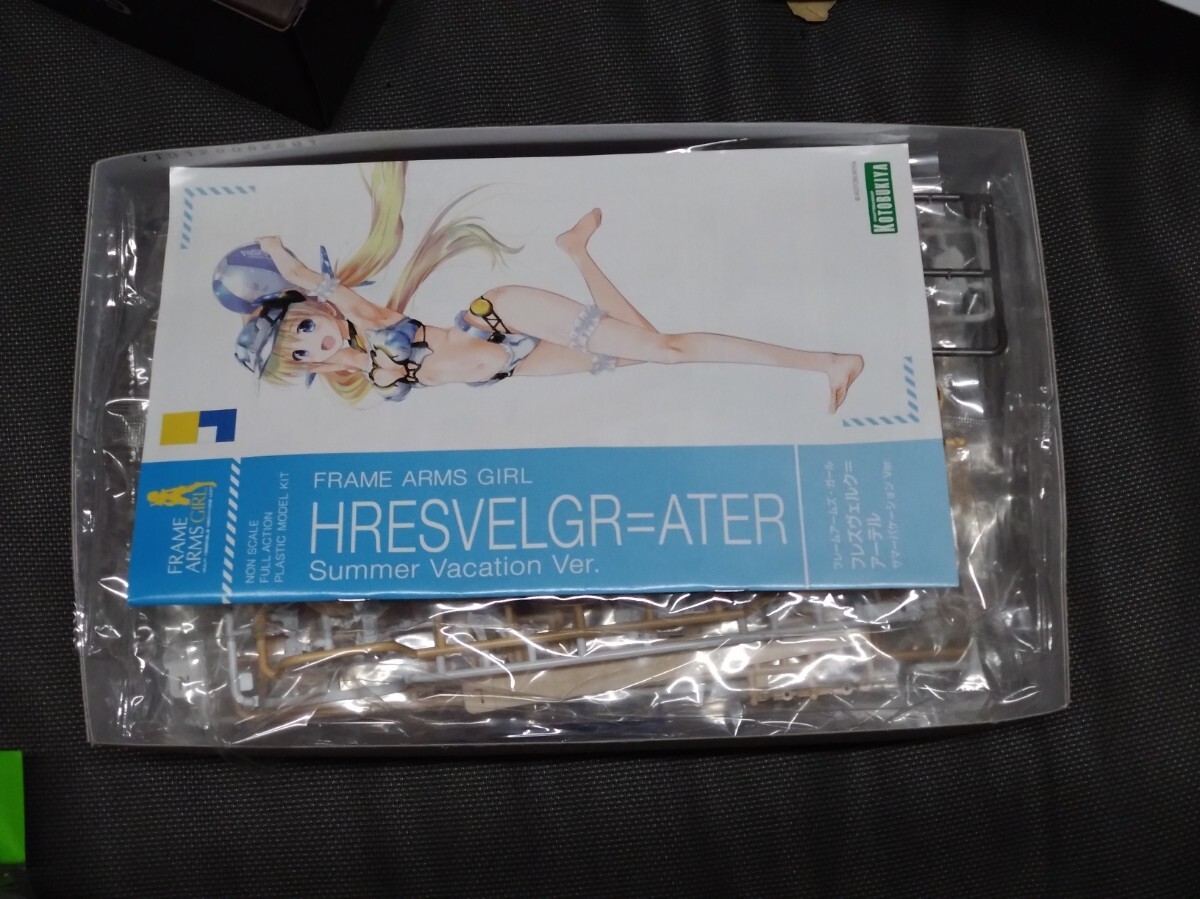 KOTOBUKIYA
FRAME
ARMS GIRL
NON SCALE
FULL ACTION
PLASTIC MODEL KIT
FRAME ARMS GIRL
HRESVELGR=ATER
Summer Vacation Ver.
フレームアームズ・ガール
フレズヴェルク=
アーテル
サマーバケーション Ver.